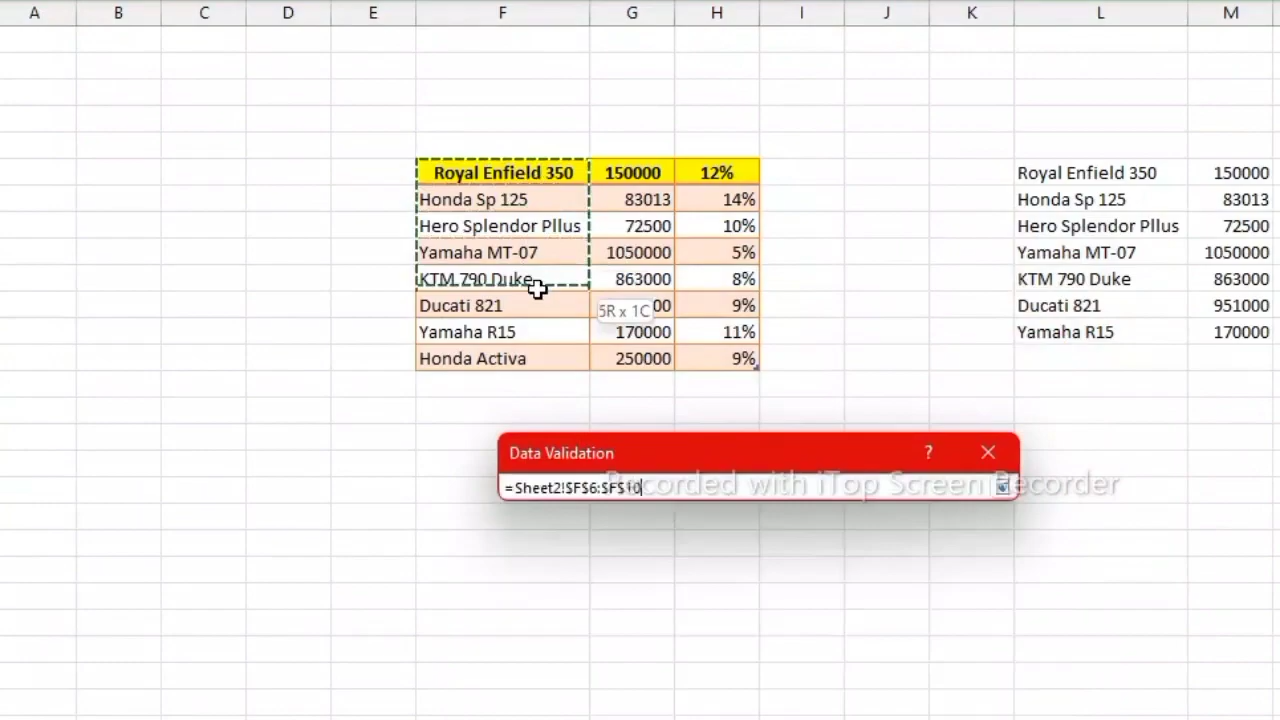 A B C D E F G H I J K L M
Royal Enfield 350 150000 12% Royal Enfield 350 150000
Honda Sp 125 83013 14% Honda Sp 125 83013
Hero Splendor Pllus 72500 10% Hero Splendor Pllus 72500
Yamaha MT-07 1050000 5% Yamaha MT-07 1050000
KTM 790 Duke 863000 8% KTM 790 Duke 863000
Ducati 821 00 9% Ducati 821 951000
5R x 1C
Yamaha R15 170000 11% Yamaha R15 170000
Honda Activa 250000 9%
Data Validation ?
=Sheet2!$F$6:$F$10
Recorded with iTop Screen Recorder